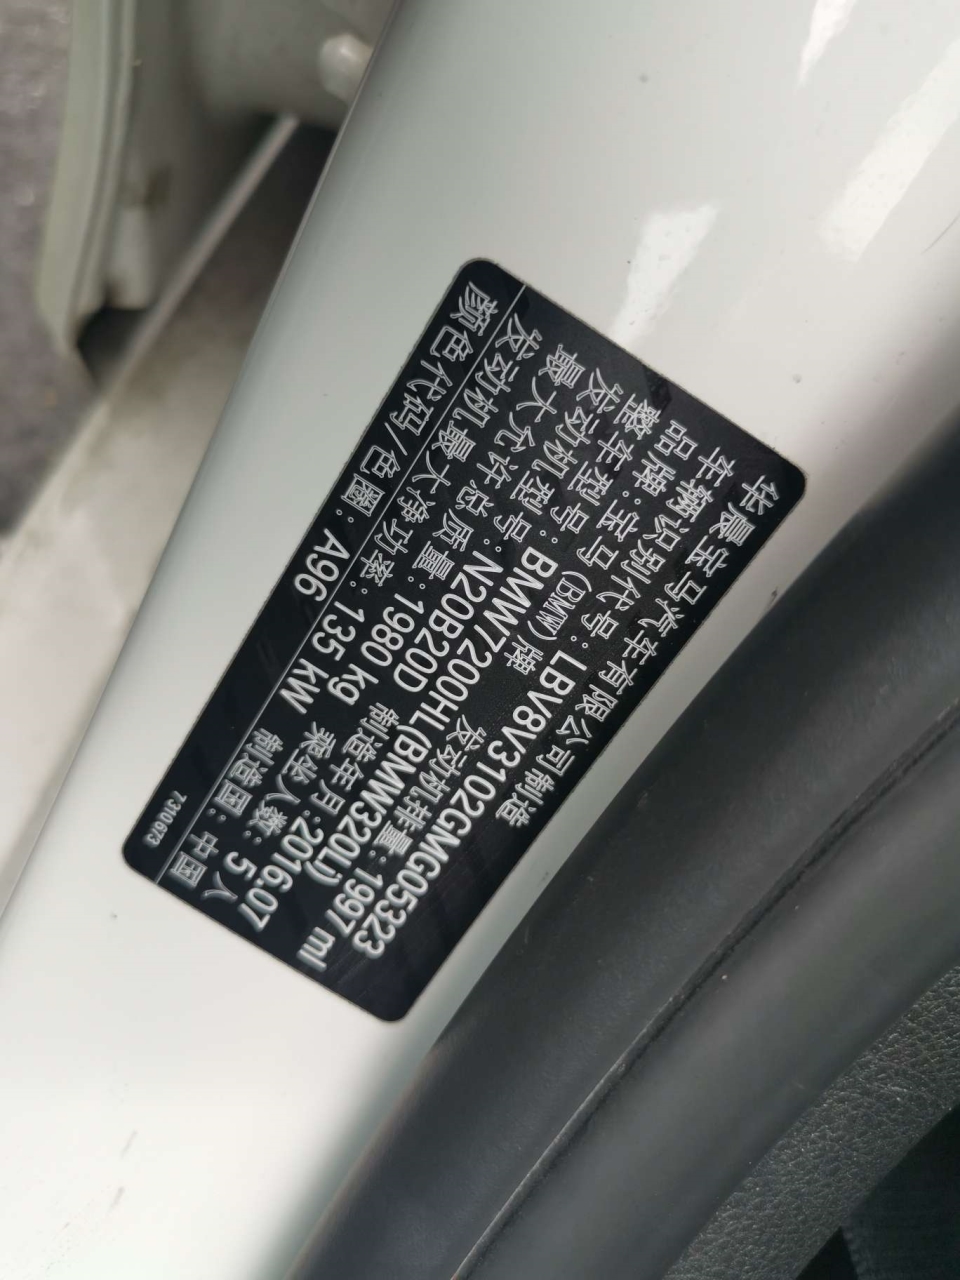 华晨宝马汽车有限公司制造
车辆识别代号: LBV8V3102GMG05323
品牌: 宝马 (BMW) 牌 发动机排量: 1997 ml
整车型号: BMW7200HL(BMW320Li)
发动机型号: N20B20D 制造年月: 2016.07
最大允许总质量: 1980 kg 乘坐人数: 5 人
发动机最大净功率: 135 kW 制造国: 中国
颜色代码/色圈: A96 7310673